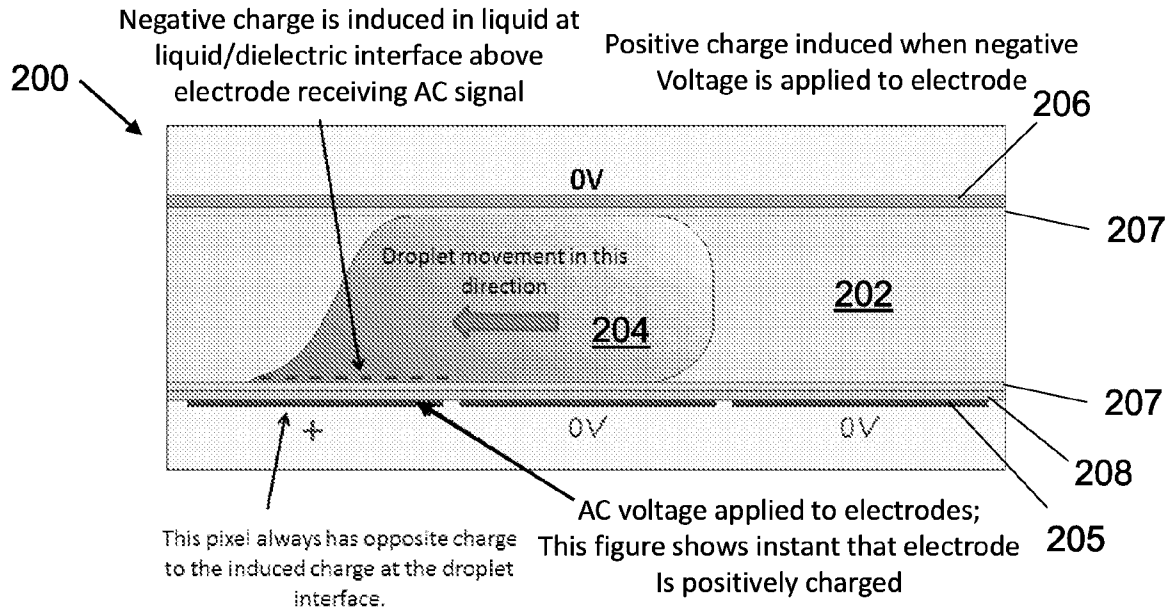 Negative charge is induced in liquid at
liquid/dielectric interface above
electrode receiving AC signal
Positive charge induced when negative
Voltage is applied to electrode
200
206
0V
207
Droplet movement in this
direction
202
204
207
+
0V
0V
208
205
This pixel always has opposite charge
to the induced charge at the droplet
interface.
AC voltage applied to electrodes;
This figure shows instant that electrode
Is positively charged